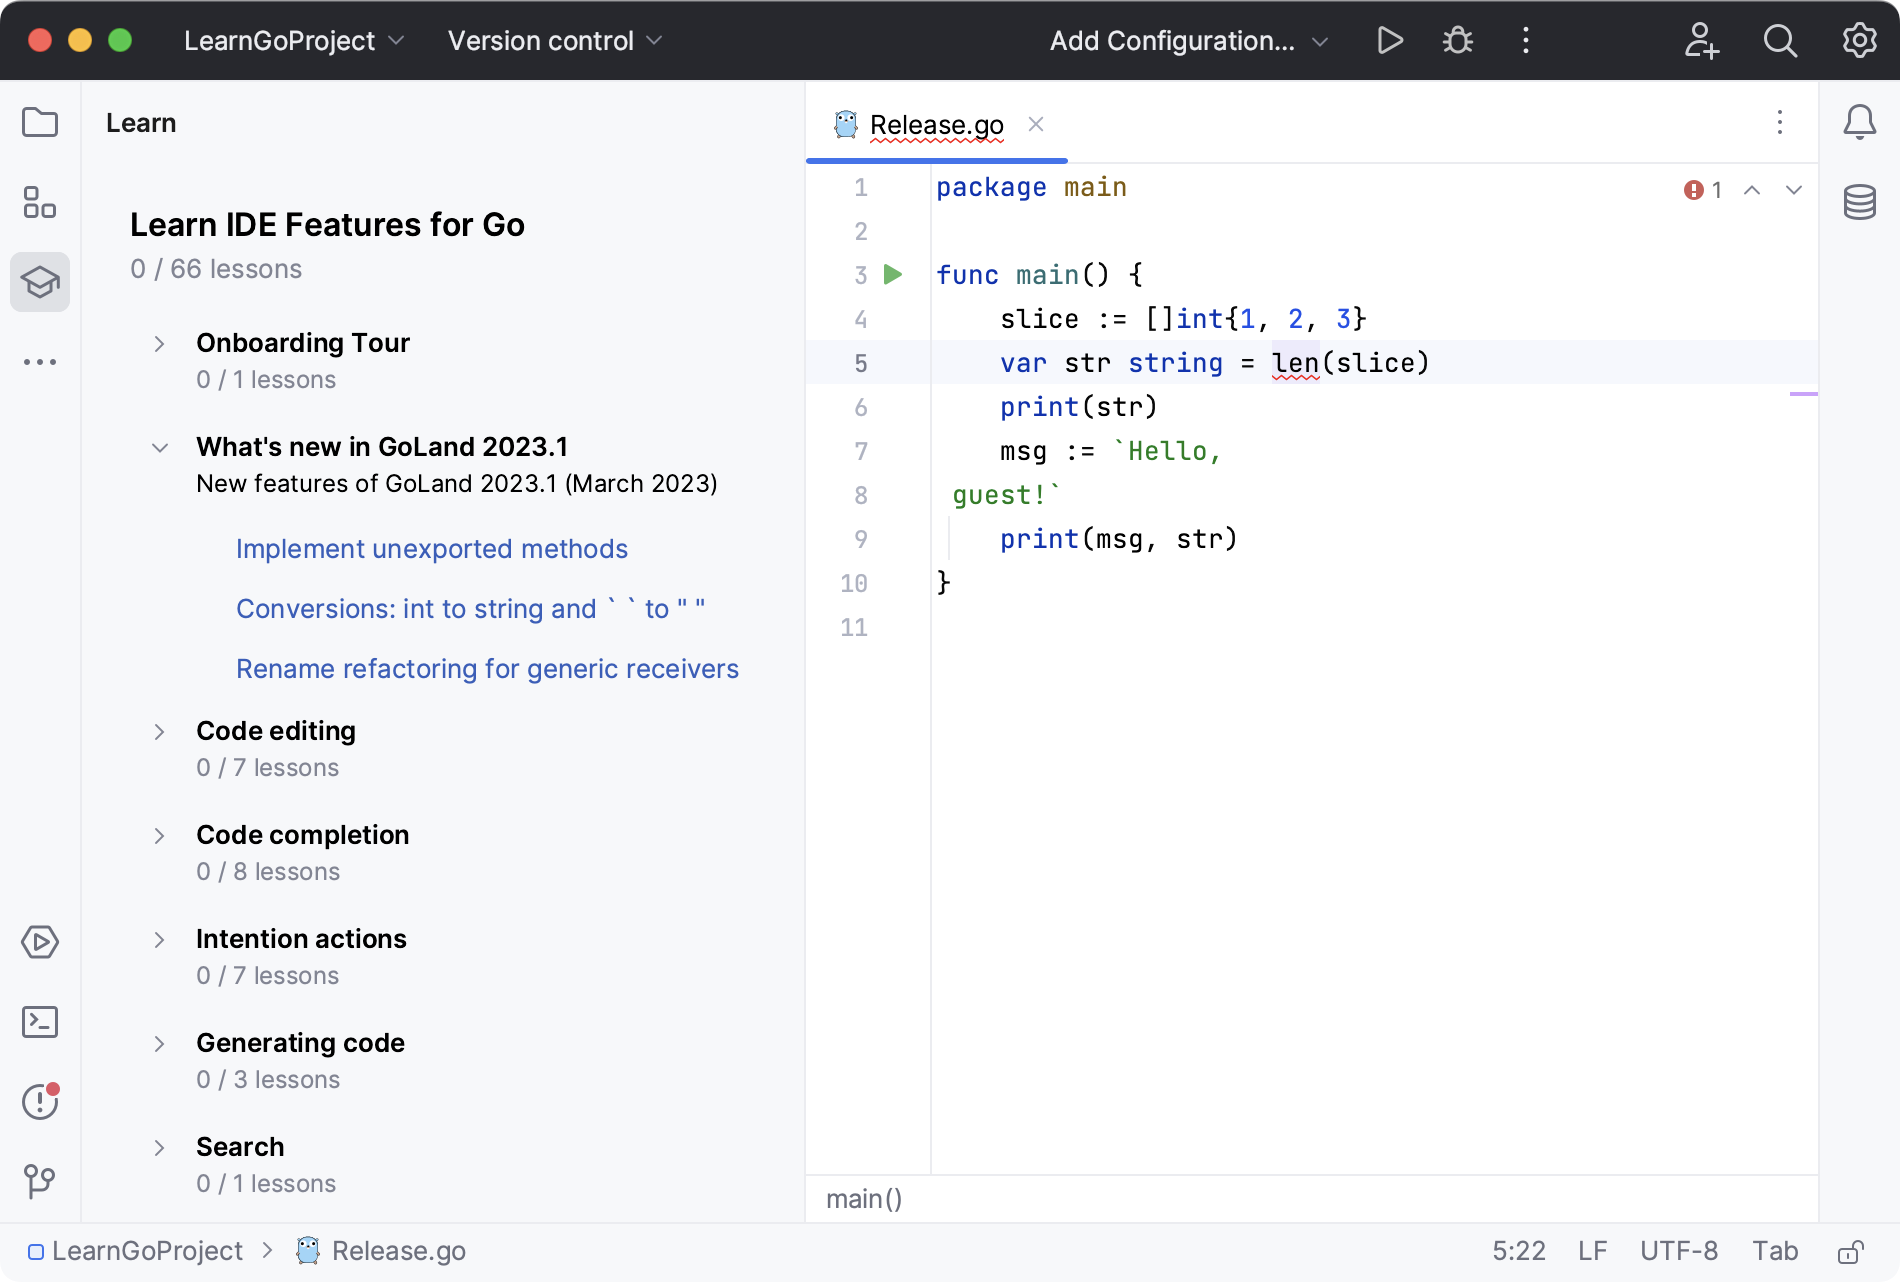 LearnGoProject
Version control
Add Configuration...
Learn
Learn IDE Features for Go
0 / 66 lessons
Onboarding Tour
0 / 1 lessons
What's new in GoLand 2023.1
New features of GoLand 2023.1 (March 2023)
Implement unexported methods
Conversions: int to string and ` ` to " "
Rename refactoring for generic receivers
Code editing
0 / 7 lessons
Code completion
0 / 8 lessons
Intention actions
0 / 7 lessons
Generating code
0 / 3 lessons
Search
0 / 1 lessons
Release.go
1 package main
1
2
3 func main() {
4     slice := []int{1, 2, 3}
5     var str string = len(slice)
6     print(str)
7     msg := `Hello,
8  guest!`
9     print(msg, str)
10 }
11
main()
LearnGoProject > Release.go
5:22 LF UTF-8 Tab